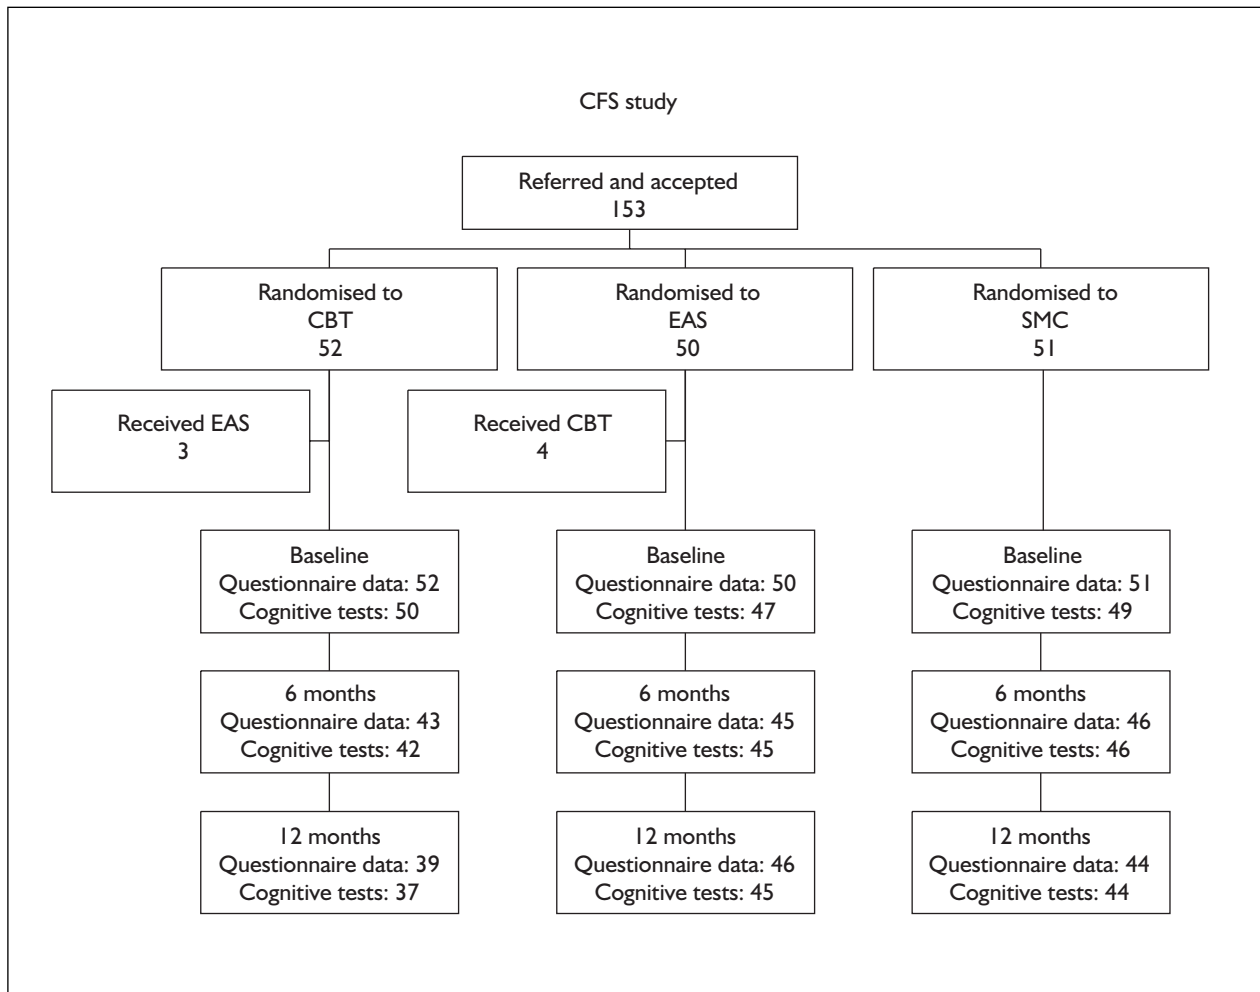 CFS study
Referred and accepted
153
Randomised to
CBT
52
Randomised to
EAS
50
Randomised to
SMC
51
Received EAS
3
Received CBT
4
Baseline
Questionnaire data: 52
Cognitive tests: 50
Baseline
Questionnaire data: 50
Cognitive tests: 47
Baseline
Questionnaire data: 51
Cognitive tests: 49
6 months
Questionnaire data: 43
Cognitive tests: 42
6 months
Questionnaire data: 45
Cognitive tests: 45
6 months
Questionnaire data: 46
Cognitive tests: 46
12 months
Questionnaire data: 39
Cognitive tests: 37
12 months
Questionnaire data: 46
Cognitive tests: 45
12 months
Questionnaire data: 44
Cognitive tests: 44